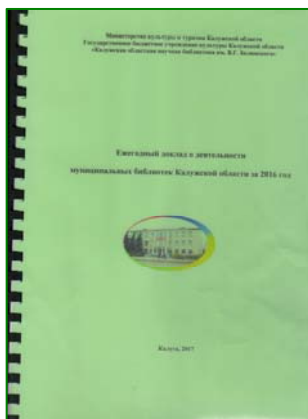 Министерство культуры и туризма Калужской области
Государственное бюджетное учреждение культуры Калужской области
«Калужская областная научная библиотека им. В.Г. Белинского»
Ежегодный доклад о деятельности
муниципальных библиотек Калужской области за 2016 год
Калуга, 2017